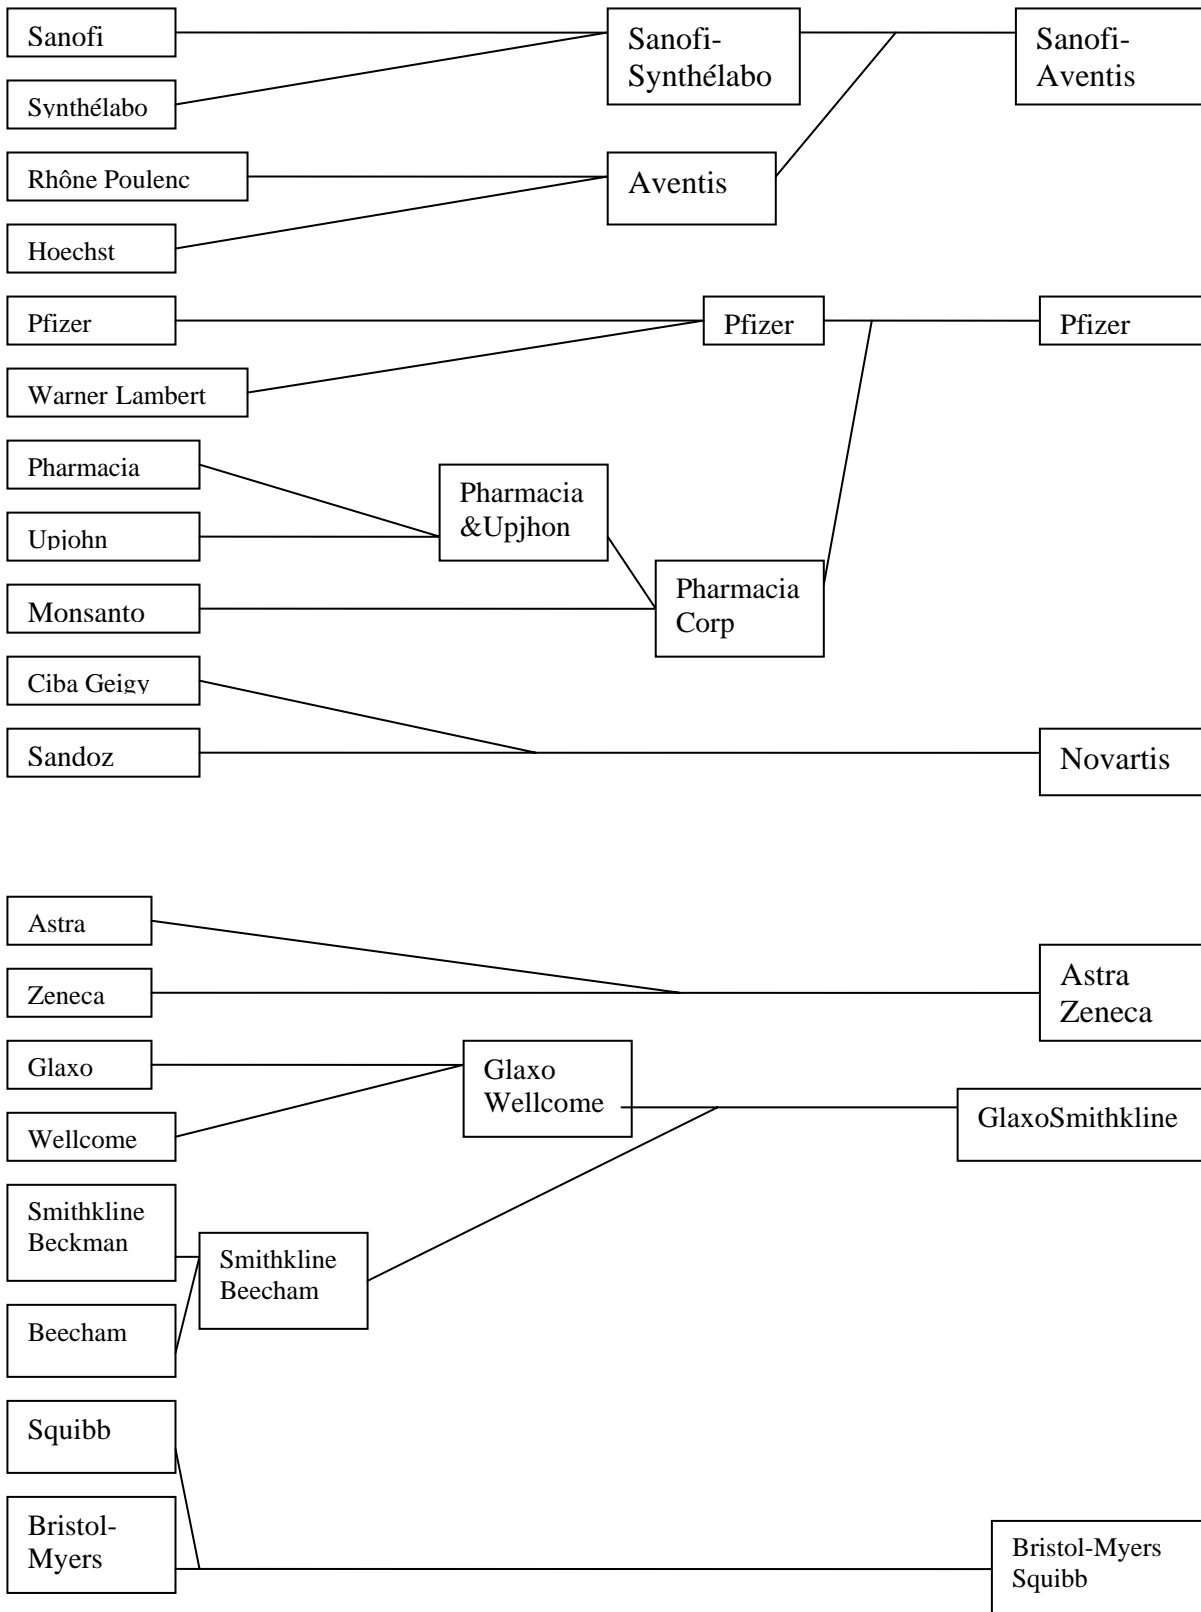 Sanofi
Sanofi-
Synthélabo
Sanofi-
Aventis
Synthélabo
Rhône Poulenc
Aventis
Hoechst
Pfizer
Pfizer
Pfizer
Warner Lambert
Pharmacia
Pharmacia
&Upjhon
Upjohn
Pharmacia
Corp
Monsanto
Ciba Geigy
Sandoz
Novartis
Astra
Astra
Zeneca
Zeneca
Glaxo
Glaxo
Wellcome
GlaxoSmithkline
Wellcome
Smithkline
Beckman
Smithkline
Beecham
Beecham
Squibb
Bristol-
Myers
Bristol-Myers
Squibb